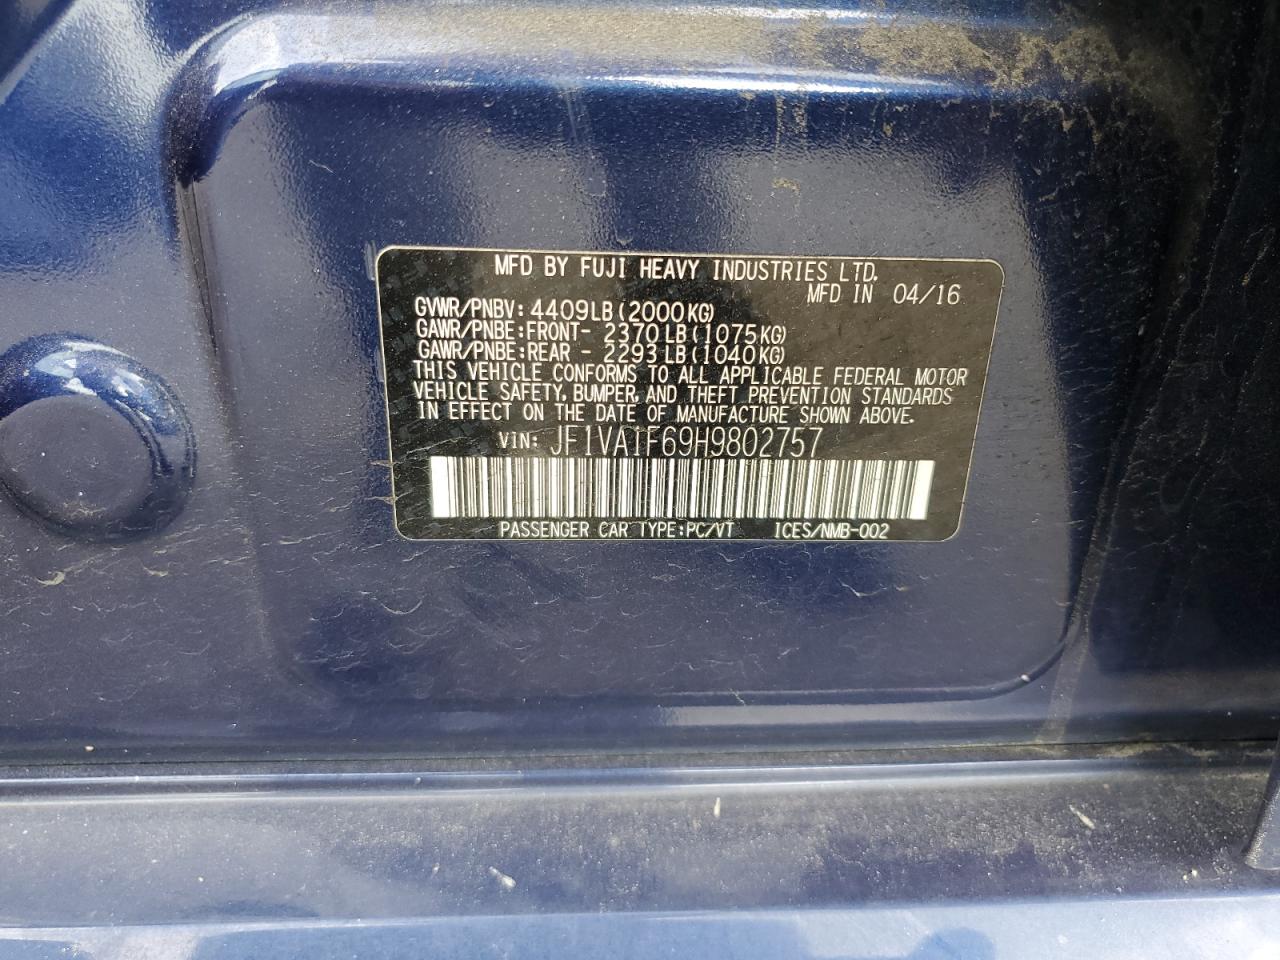 MFD BY FUJI HEAVY INDUSTRIES LTD.
MFD IN 04/16
GVWR/PNBV: 4409LB (2000KG)
GAWR/PNBE: FRONT- 2370LB (1075KG)
GAWR/PNBE: REAR - 2293LB (1040KG)
THIS VEHICLE CONFORMS TO ALL APPLICABLE FEDERAL MOTOR
VEHICLE SAFETY, BUMPER, AND THEFT PREVENTION STANDARDS
IN EFFECT ON THE DATE OF MANUFACTURE SHOWN ABOVE.
VIN: JF1VA1F69H9802757
PASSENGER CAR TYPE:PC/VT ICES/NMB-002